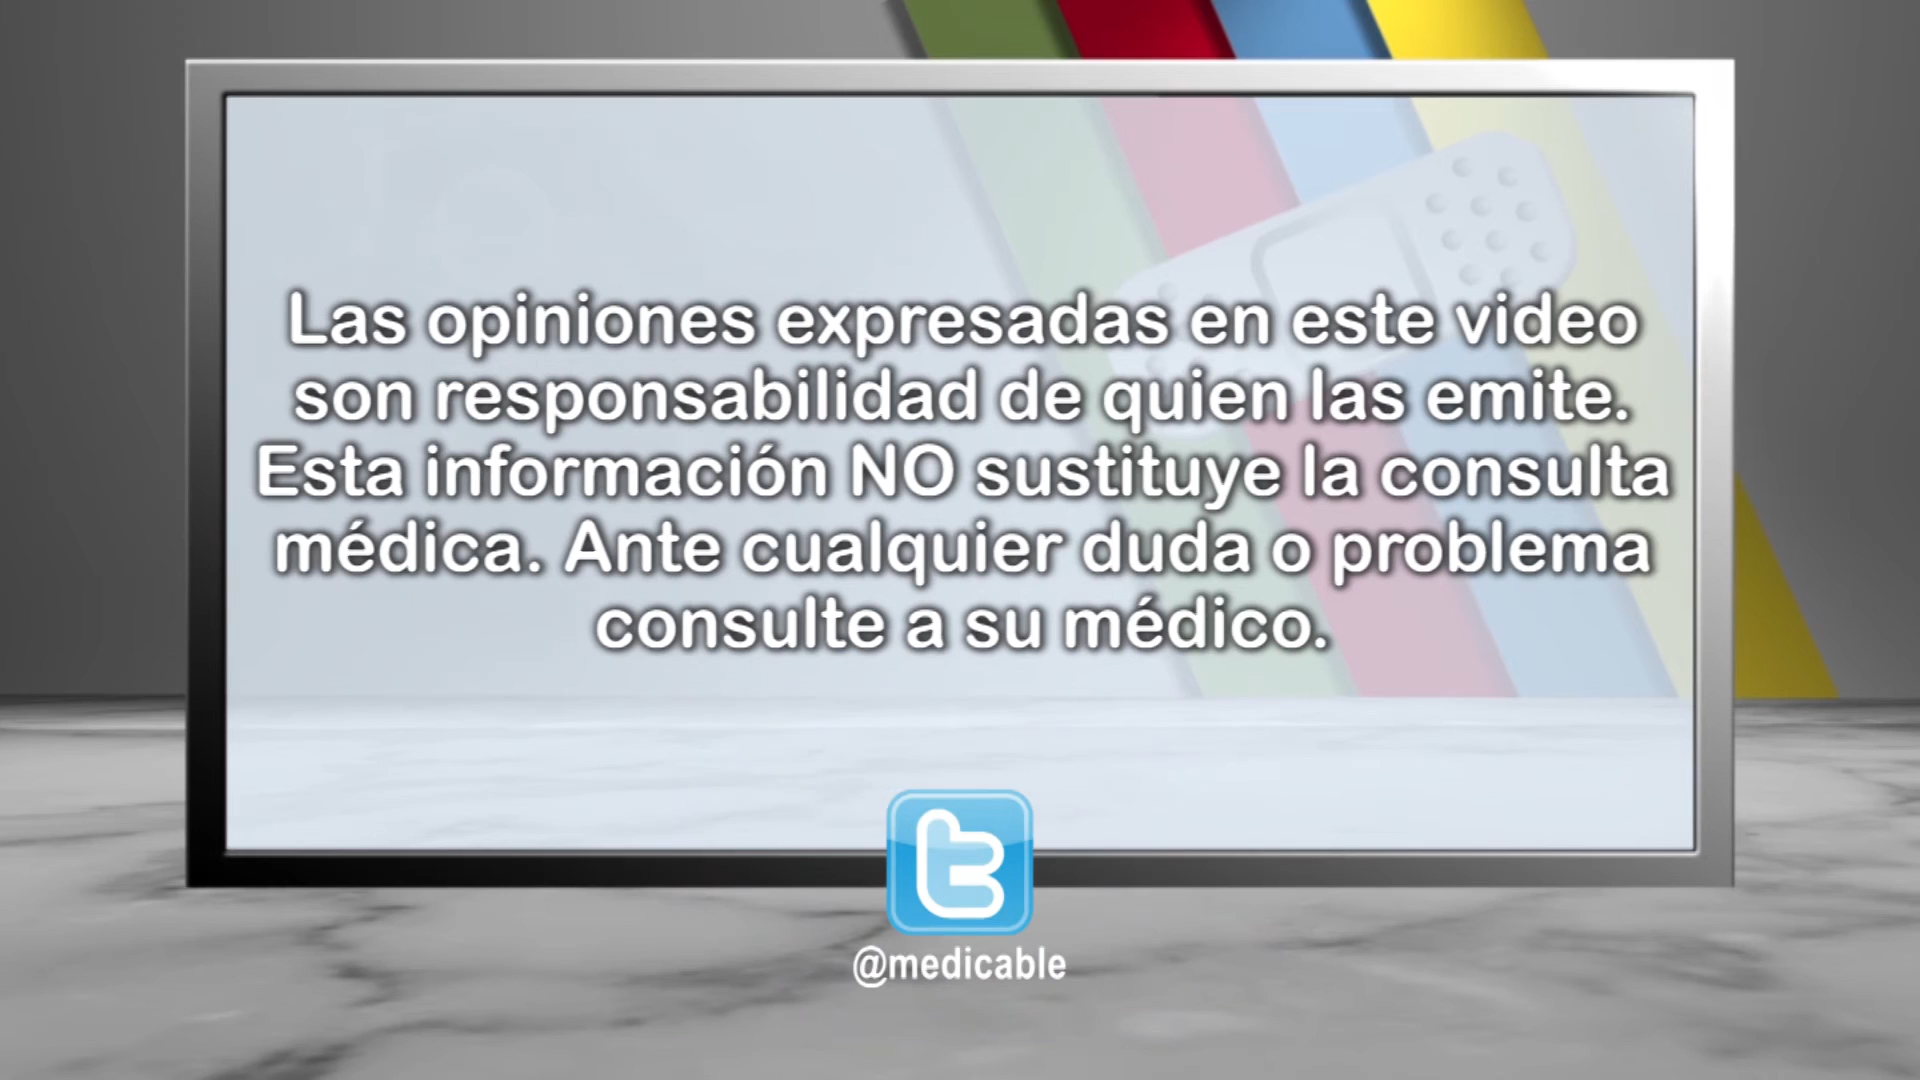 Las opiniones expresadas en este video
son responsabilidad de quien las emite.
Esta información NO sustituye la consulta
médica. Ante cualquier duda o problema
consulte a su médico.
@medicable